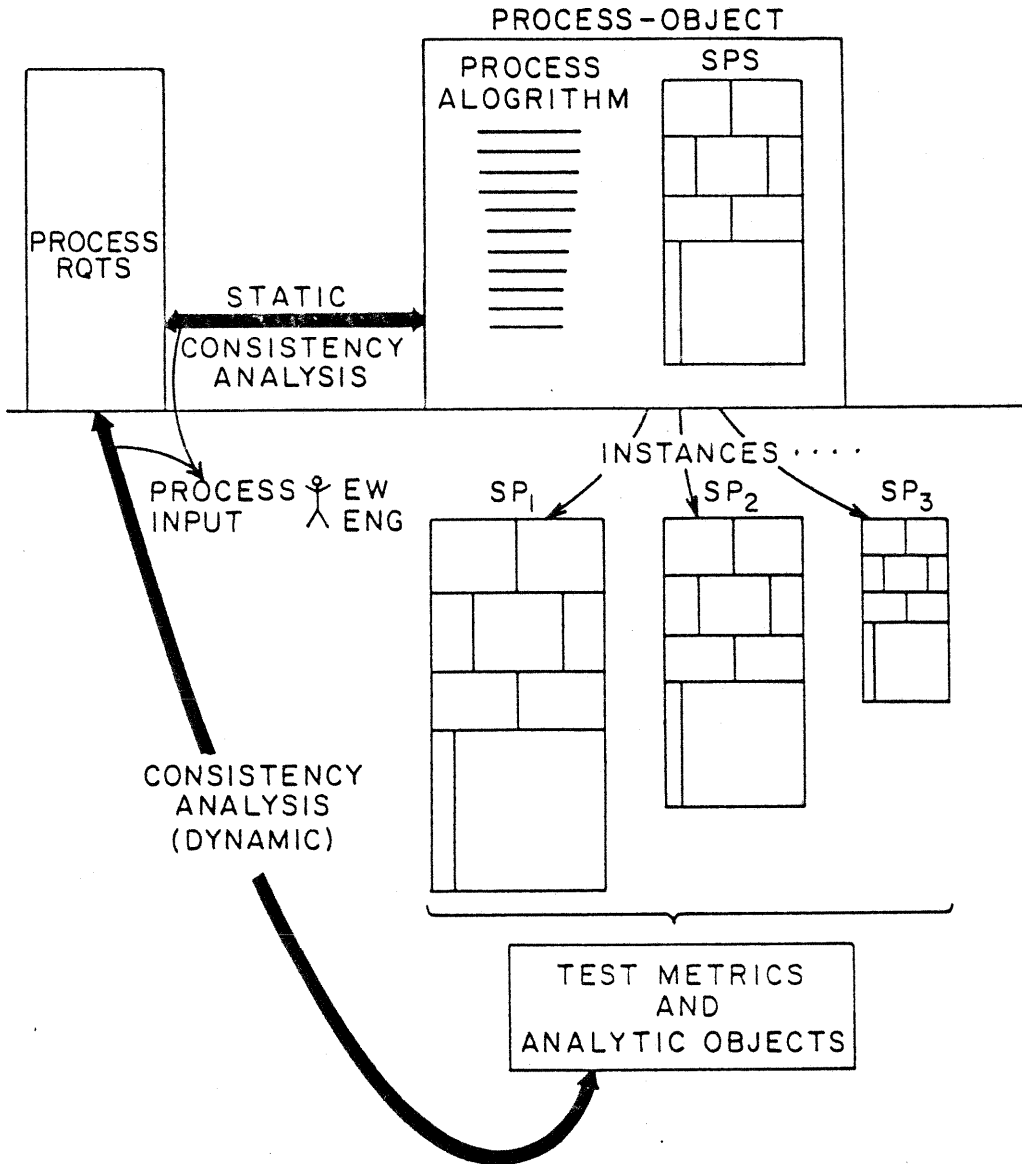 PROCESS-OBJECT
PROCESS
ALOGRITHM
SPS
PROCESS
RQTS
STATIC
CONSISTENCY
ANALYSIS
INSTANCES ....
PROCESS
INPUT
EW
ENG
SP1
SP2
SP3
CONSISTENCY
ANALYSIS
(DYNAMIC)
TEST METRICS
AND
ANALYTIC OBJECTS